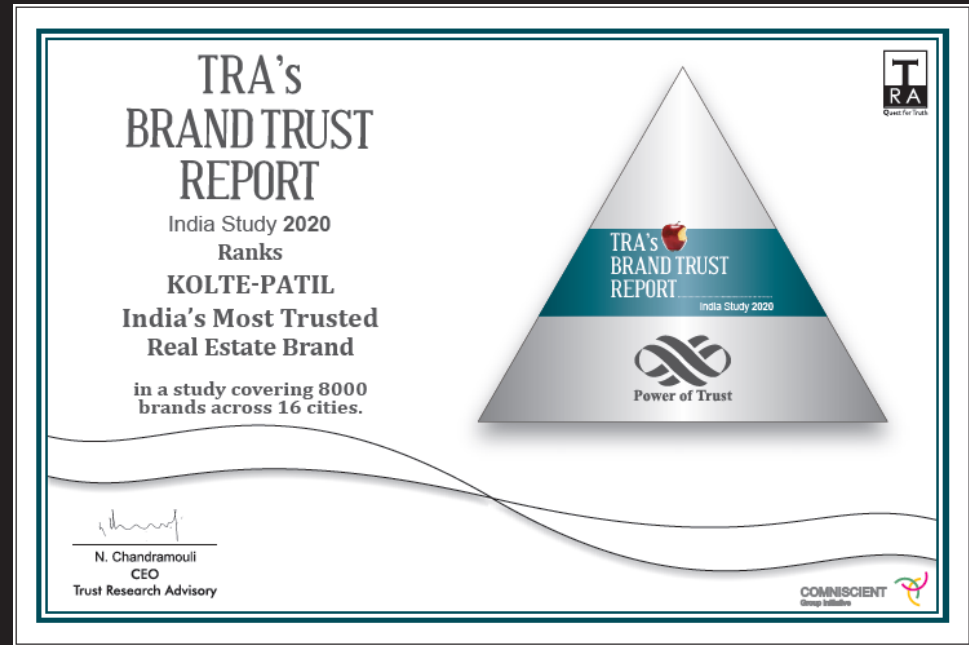 TRA's
BRAND TRUST
REPORT
India Study 2020
Ranks
KOLTE-PATIL
India's Most Trusted
Real Estate Brand
in a study covering 8000
brands across 16 cities.
N. Chandramouli
CEO
Trust Research Advisory
TRA's
BRAND TRUST
REPORT
India Study 2020
Power of Trust
T
RA
Quest for Truth
COMNISCIENT
Group Initiative